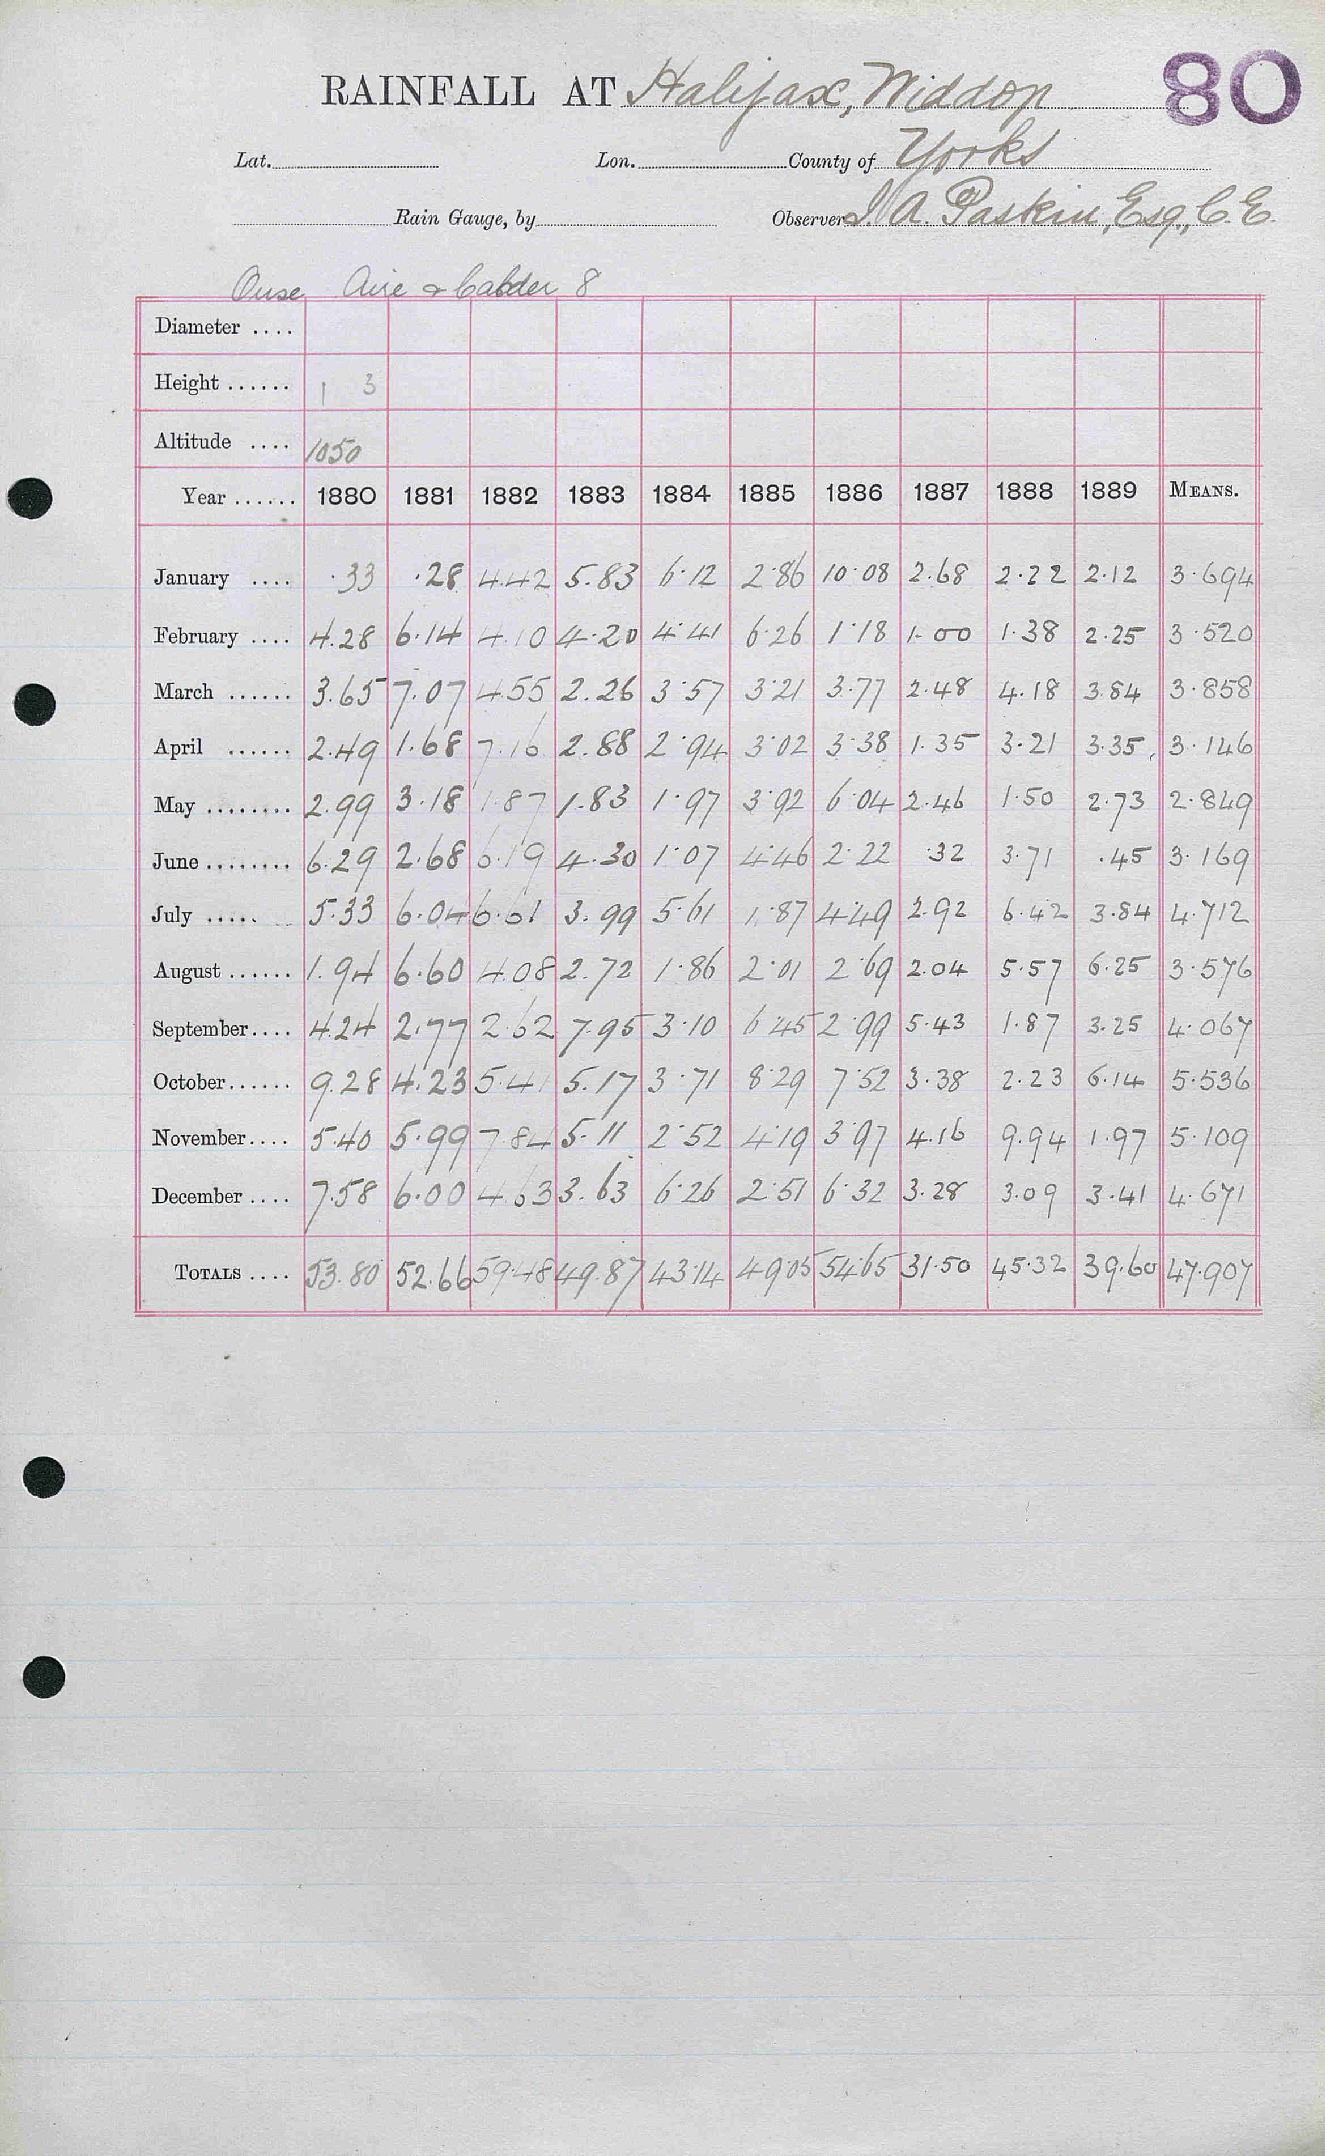 RAINFALL AT Halifax, Widdop 80
Lat. Lon. County of Yorks
Rain Gauge, by Observer J. A. Paskin, Esq., C.E.
Ouse Aire & Calder 8
Diameter ....
Height ...... 1 3
Altitude .... 1050
Year ...... 1880 1881 1882 1883 1884 1885 1886 1887 1888 1889 MEANS.
January .... .33 .28 4.42 5.83 6.12 2.86 10.08 2.68 2.22 2.12 3.694
February .... 4.28 6.14 4.10 4.20 4.41 6.26 1.18 1.00 1.38 2.25 3.520
March ...... 3.65 7.07 4.55 2.26 3.57 3.21 3.77 2.48 4.18 3.84 3.858
April ...... 2.49 1.68 7.16 2.88 2.94 3.02 3.38 1.35 3.21 3.35 3.146
May ........ 2.99 3.18 1.87 1.83 1.97 3.92 6.04 2.46 1.50 2.73 2.849
June ........ 6.29 2.68 6.19 4.30 1.07 4.46 2.22 .32 3.71 .45 3.169
July ..... 5.33 6.04 6.61 3.99 5.61 1.87 4.49 2.92 6.42 3.84 4.712
August ...... 1.94 6.60 4.08 2.72 1.86 2.01 2.69 2.04 5.57 6.25 3.576
September .... 4.24 2.77 2.62 7.95 3.10 6.45 2.99 5.43 1.87 3.25 4.067
October ...... 9.28 4.23 5.41 5.17 3.71 8.29 7.52 3.38 2.23 6.14 5.536
November .... 5.40 5.99 7.84 5.11 2.52 4.19 3.97 4.16 9.94 1.97 5.109
December .... 7.58 6.00 4.63 3.63 6.26 2.51 6.32 3.28 3.09 3.41 4.671
TOTALS .... 53.80 52.66 59.48 49.87 43.14 49.05 54.65 31.50 45.32 39.60 47.907